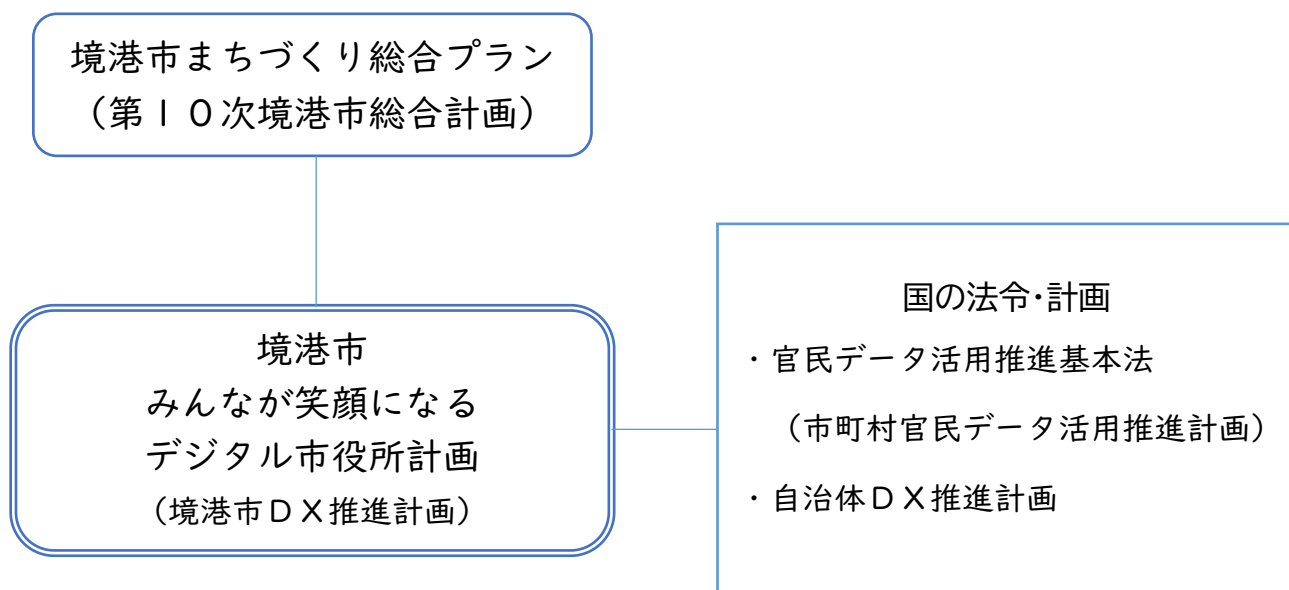 境港市まちづくり総合プラン
（第１０次境港市総合計画）
境港市
みんなが笑顔になる
デジタル市役所計画
（境港市ＤＸ推進計画）
国の法令・計画
・官民データ活用推進基本法
（市町村官民データ活用推進計画）
・自治体ＤＸ推進計画